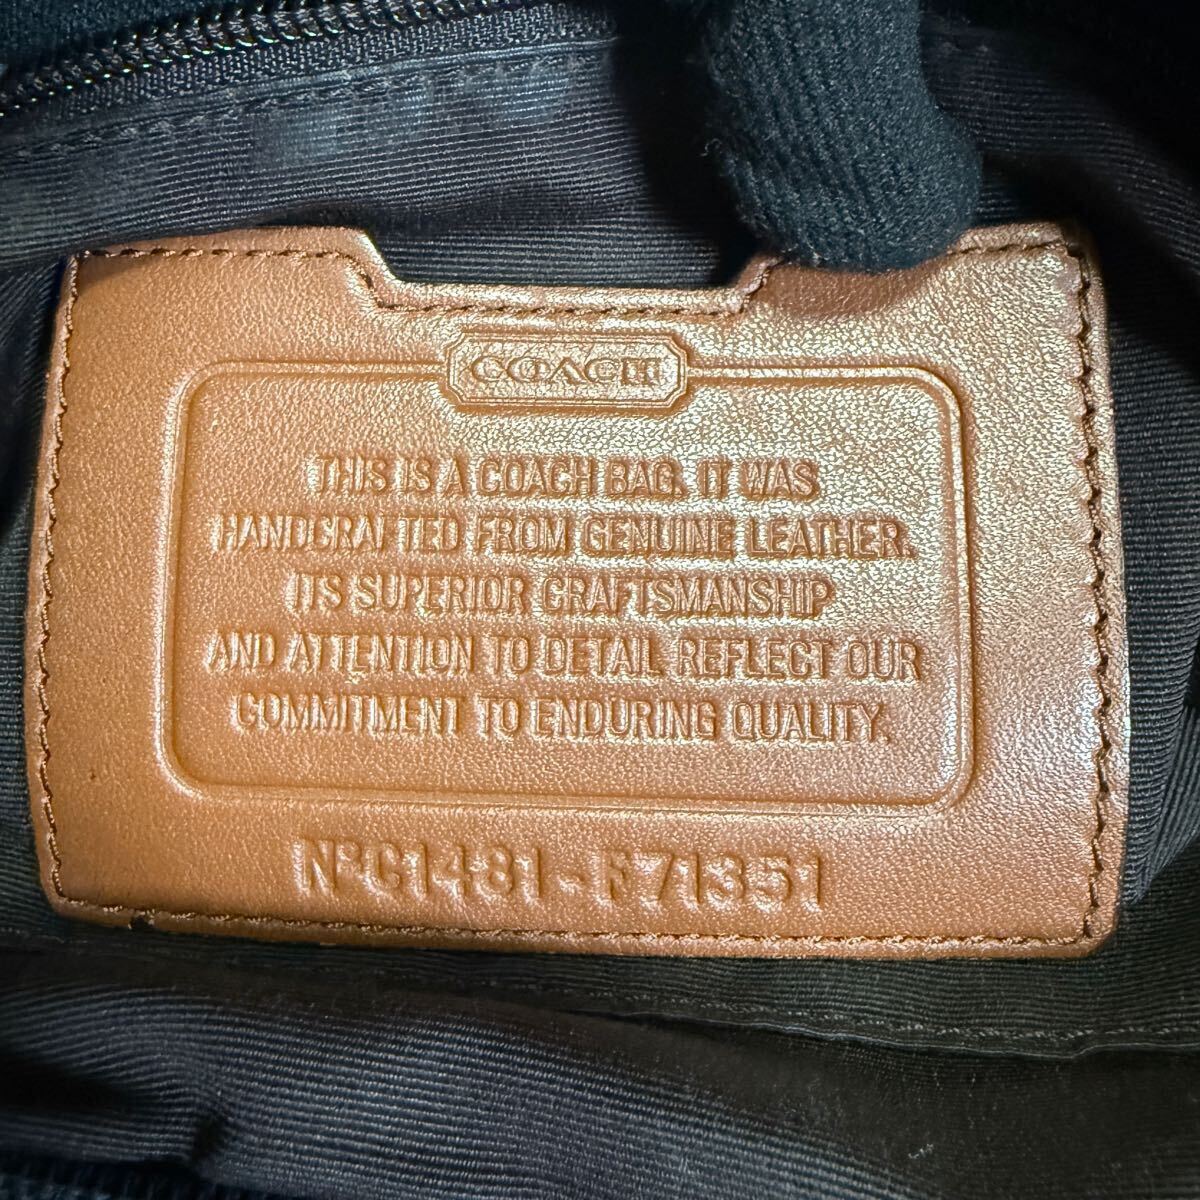 COACH
THIS IS A COACH BAG. IT WAS
HANDCRAFTED FROM GENUINE LEATHER.
ITS SUPERIOR CRAFTSMANSHIP
AND ATTENTION TO DETAIL REFLECT OUR
COMMITMENT TO ENDURING QUALITY.
Nº C1481-F71351